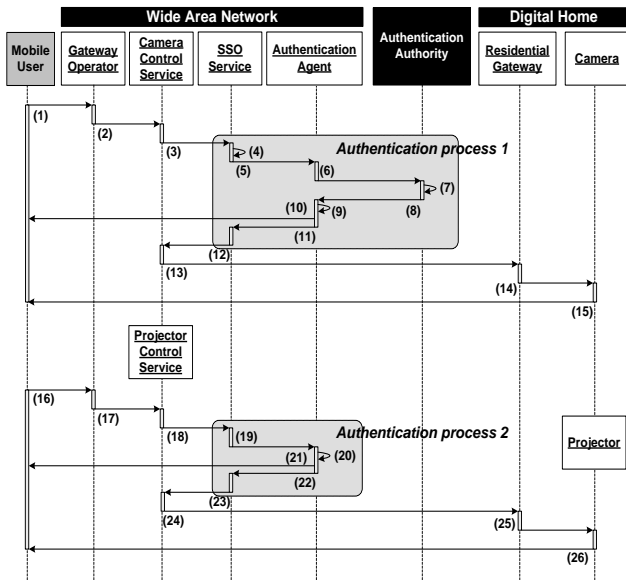 Wide Area Network
Digital Home
Mobile
User
Gateway
Operator
Camera
Control
Service
SSO
Service
Authentication
Agent
Authentication
Authority
Residential
Gateway
Camera
(1)
(2)
(3)
Authentication process 1
(4)
(5)
(6)
(7)
(8)
(9)
(10)
(11)
(12)
(13)
(14)
(15)
Projector
Control
Service
(16)
(17)
(18)
Authentication process 2
(19)
(20)
(21)
(22)
(23)
(24)
(25)
Projector
(26)